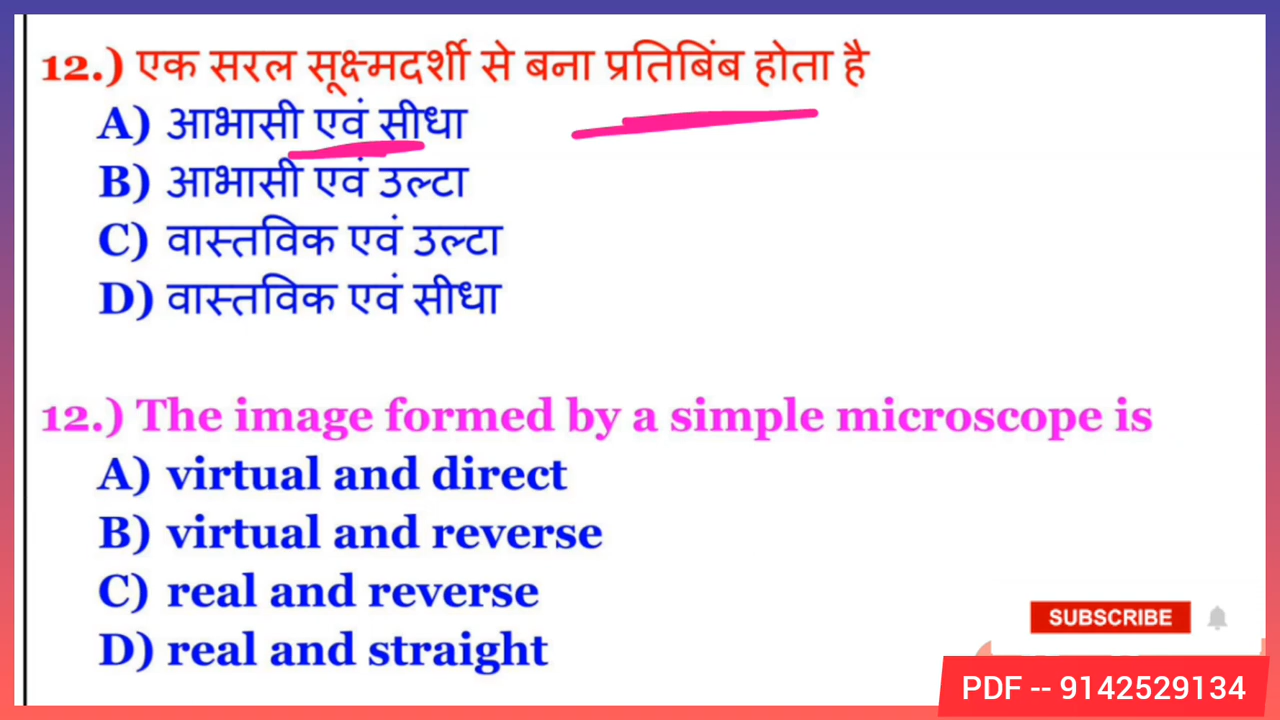 12.) एक सरल सूक्ष्मदर्शी से बना प्रतिबिंब होता है
A) आभासी एवं सीधा
B) आभासी एवं उल्टा
C) वास्तविक एवं उल्टा
D) वास्तविक एवं सीधा
12.) The image formed by a simple microscope is
A) virtual and direct
B) virtual and reverse
C) real and reverse
D) real and straight
SUBSCRIBE
PDF -- 9142529134